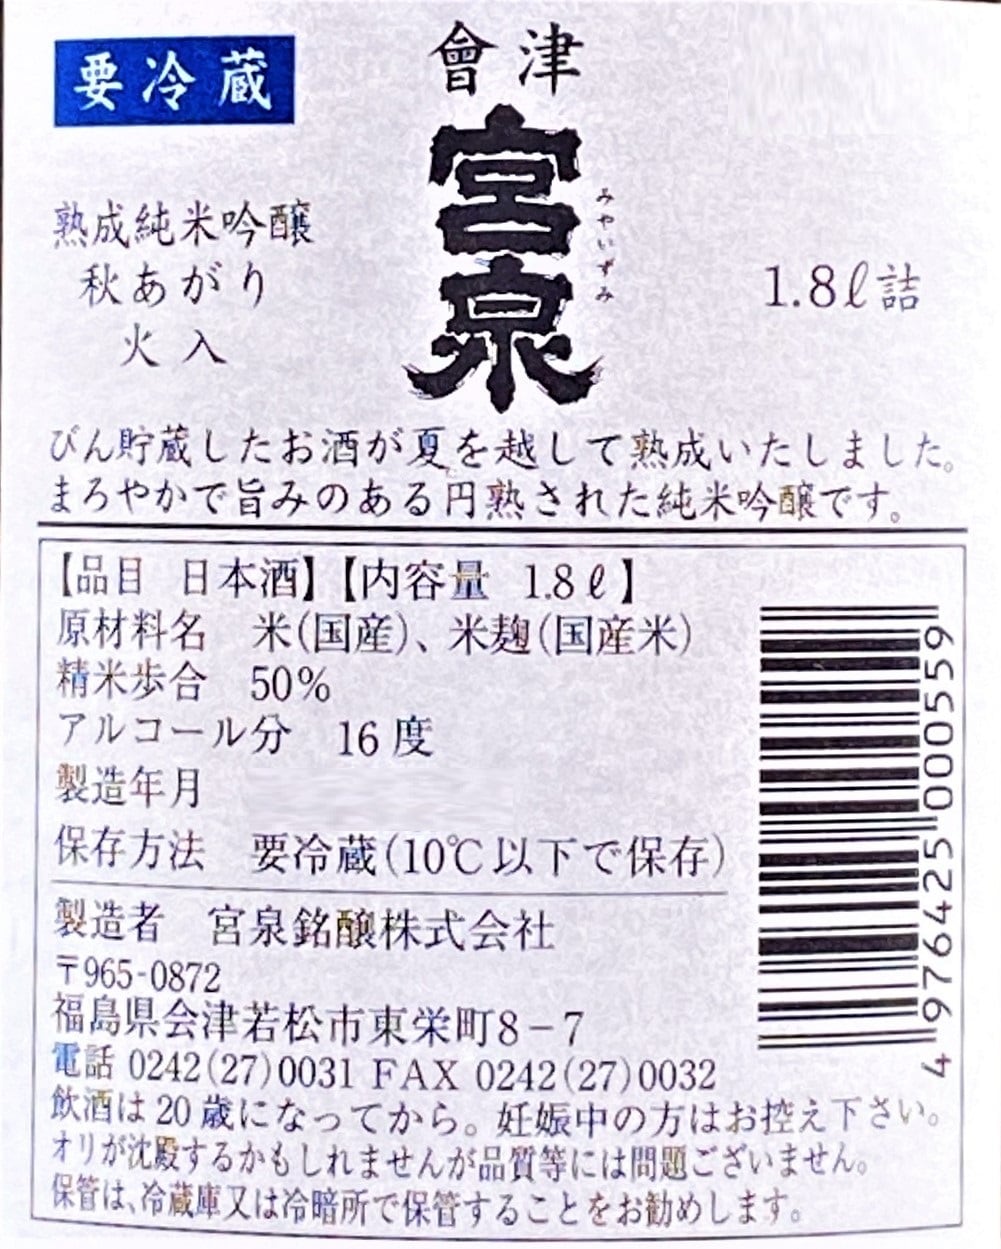 要冷蔵
會津
宮泉
みやいずみ
熟成純米吟醸
秋あがり
火入
1.8ℓ詰
びん貯蔵したお酒が夏を越して熟成いたしました。
まろやかで旨みのある円熟された純米吟醸です。
【品目 日本酒】【内容量 1.8ℓ】
原材料名 米(国産)、米麹(国産米)
精米歩合 50%
アルコール分 16度
製造年月
保存方法 要冷蔵(10℃以下で保存)
製造者 宮泉銘醸株式会社
〒965-0872
福島県会津若松市東栄町8−7
電話 0242(27)0031 FAX 0242(27)0032
飲酒は20歳になってから。妊娠中の方はお控え下さい。
オリが沈殿するかもしれませんが品質等には問題ございません。
保管は、冷蔵庫又は冷暗所で保管することをお勧めします。
4 976425 000559